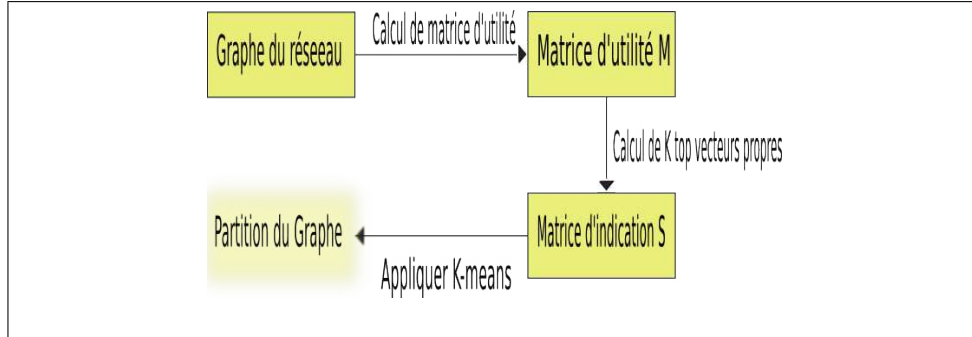 Graphe du réseeau
Calcul de matrice d'utilité
Matrice d'utilité M
Calcul de K top vecteurs propres
Matrice d'indication S
Appliquer K-means
Partition du Graphe